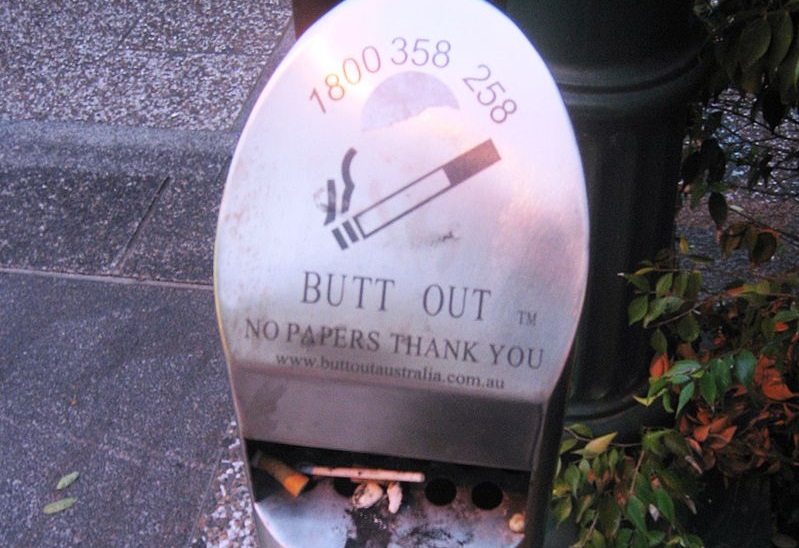 1800 358 258
BUTT OUT TM
NO PAPERS THANK YOU
www.buttoutaustralia.com.au